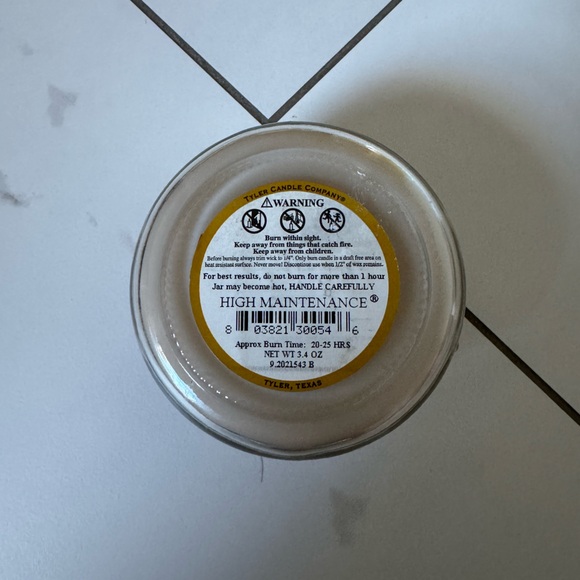 TYLER CANDLE COMPANY®
⚠WARNING
Burn within sight.
Keep away from things that catch fire.
Keep away from children.
Before burning always trim wick to 1/4". Only burn candle in a draft free area on
heat resistant surface. Never move! Discontinue use when 1/2" of wax remains.
For best results, do not burn for more than 1 hour
Jar may become hot, HANDLE CAREFULLY
HIGH MAINTENANCE®
8 03821 30054 6
Approx Burn Time: 20-25 HRS
NET WT 3.4 OZ
9.2021543 B
TYLER, TEXAS